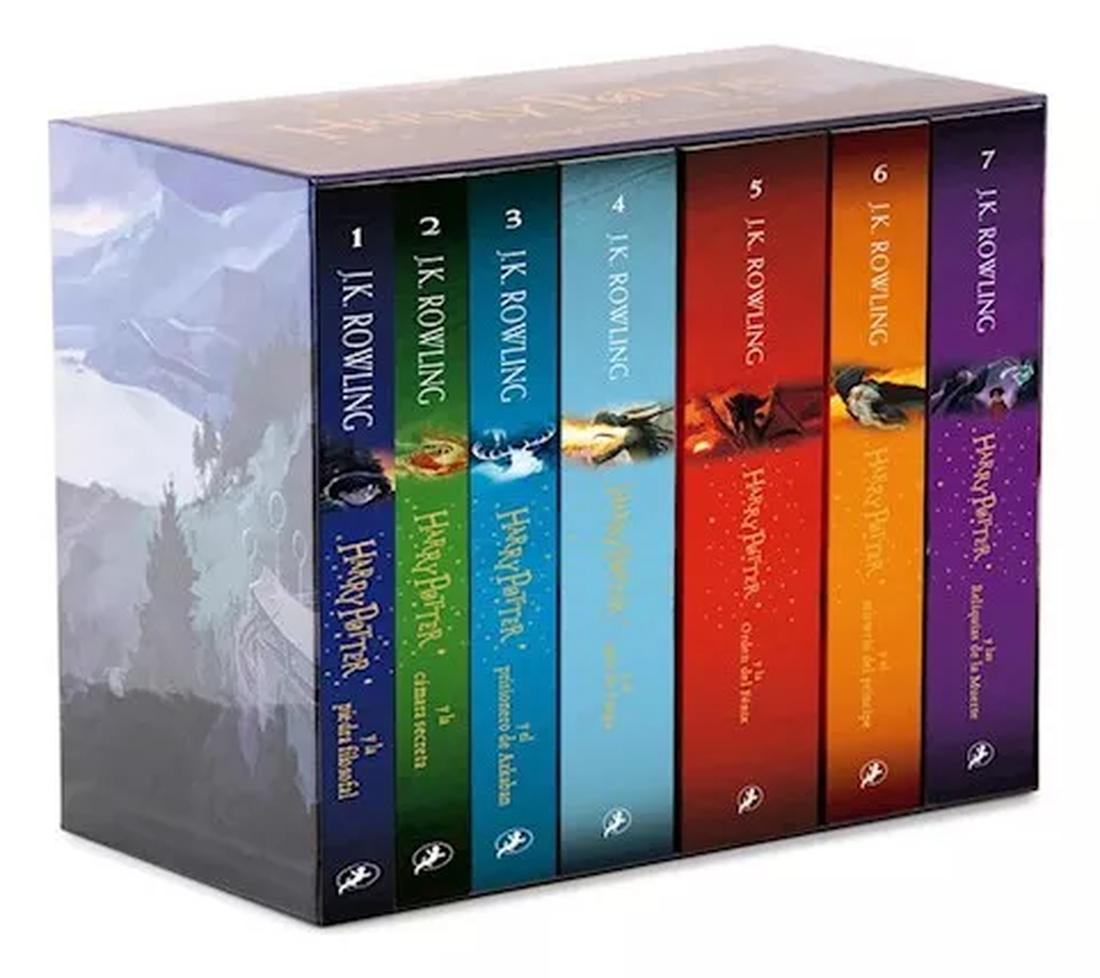 HARRY POTTER
1
J.K. ROWLING
HARRY POTTER
y la
piedra filosofal
2
J.K. ROWLING
HARRY POTTER
y la
cámara secreta
3
J.K. ROWLING
HARRY POTTER
y el
prisionero de Azkaban
4
J.K. ROWLING
HARRY POTTER
5
J.K. ROWLING
HARRY POTTER
y la
Orden del Fénix
6
J.K. ROWLING
HARRY POTTER
y el
misterio del príncipe
7
J.K. ROWLING
HARRY POTTER
y las
Reliquias de la Muerte